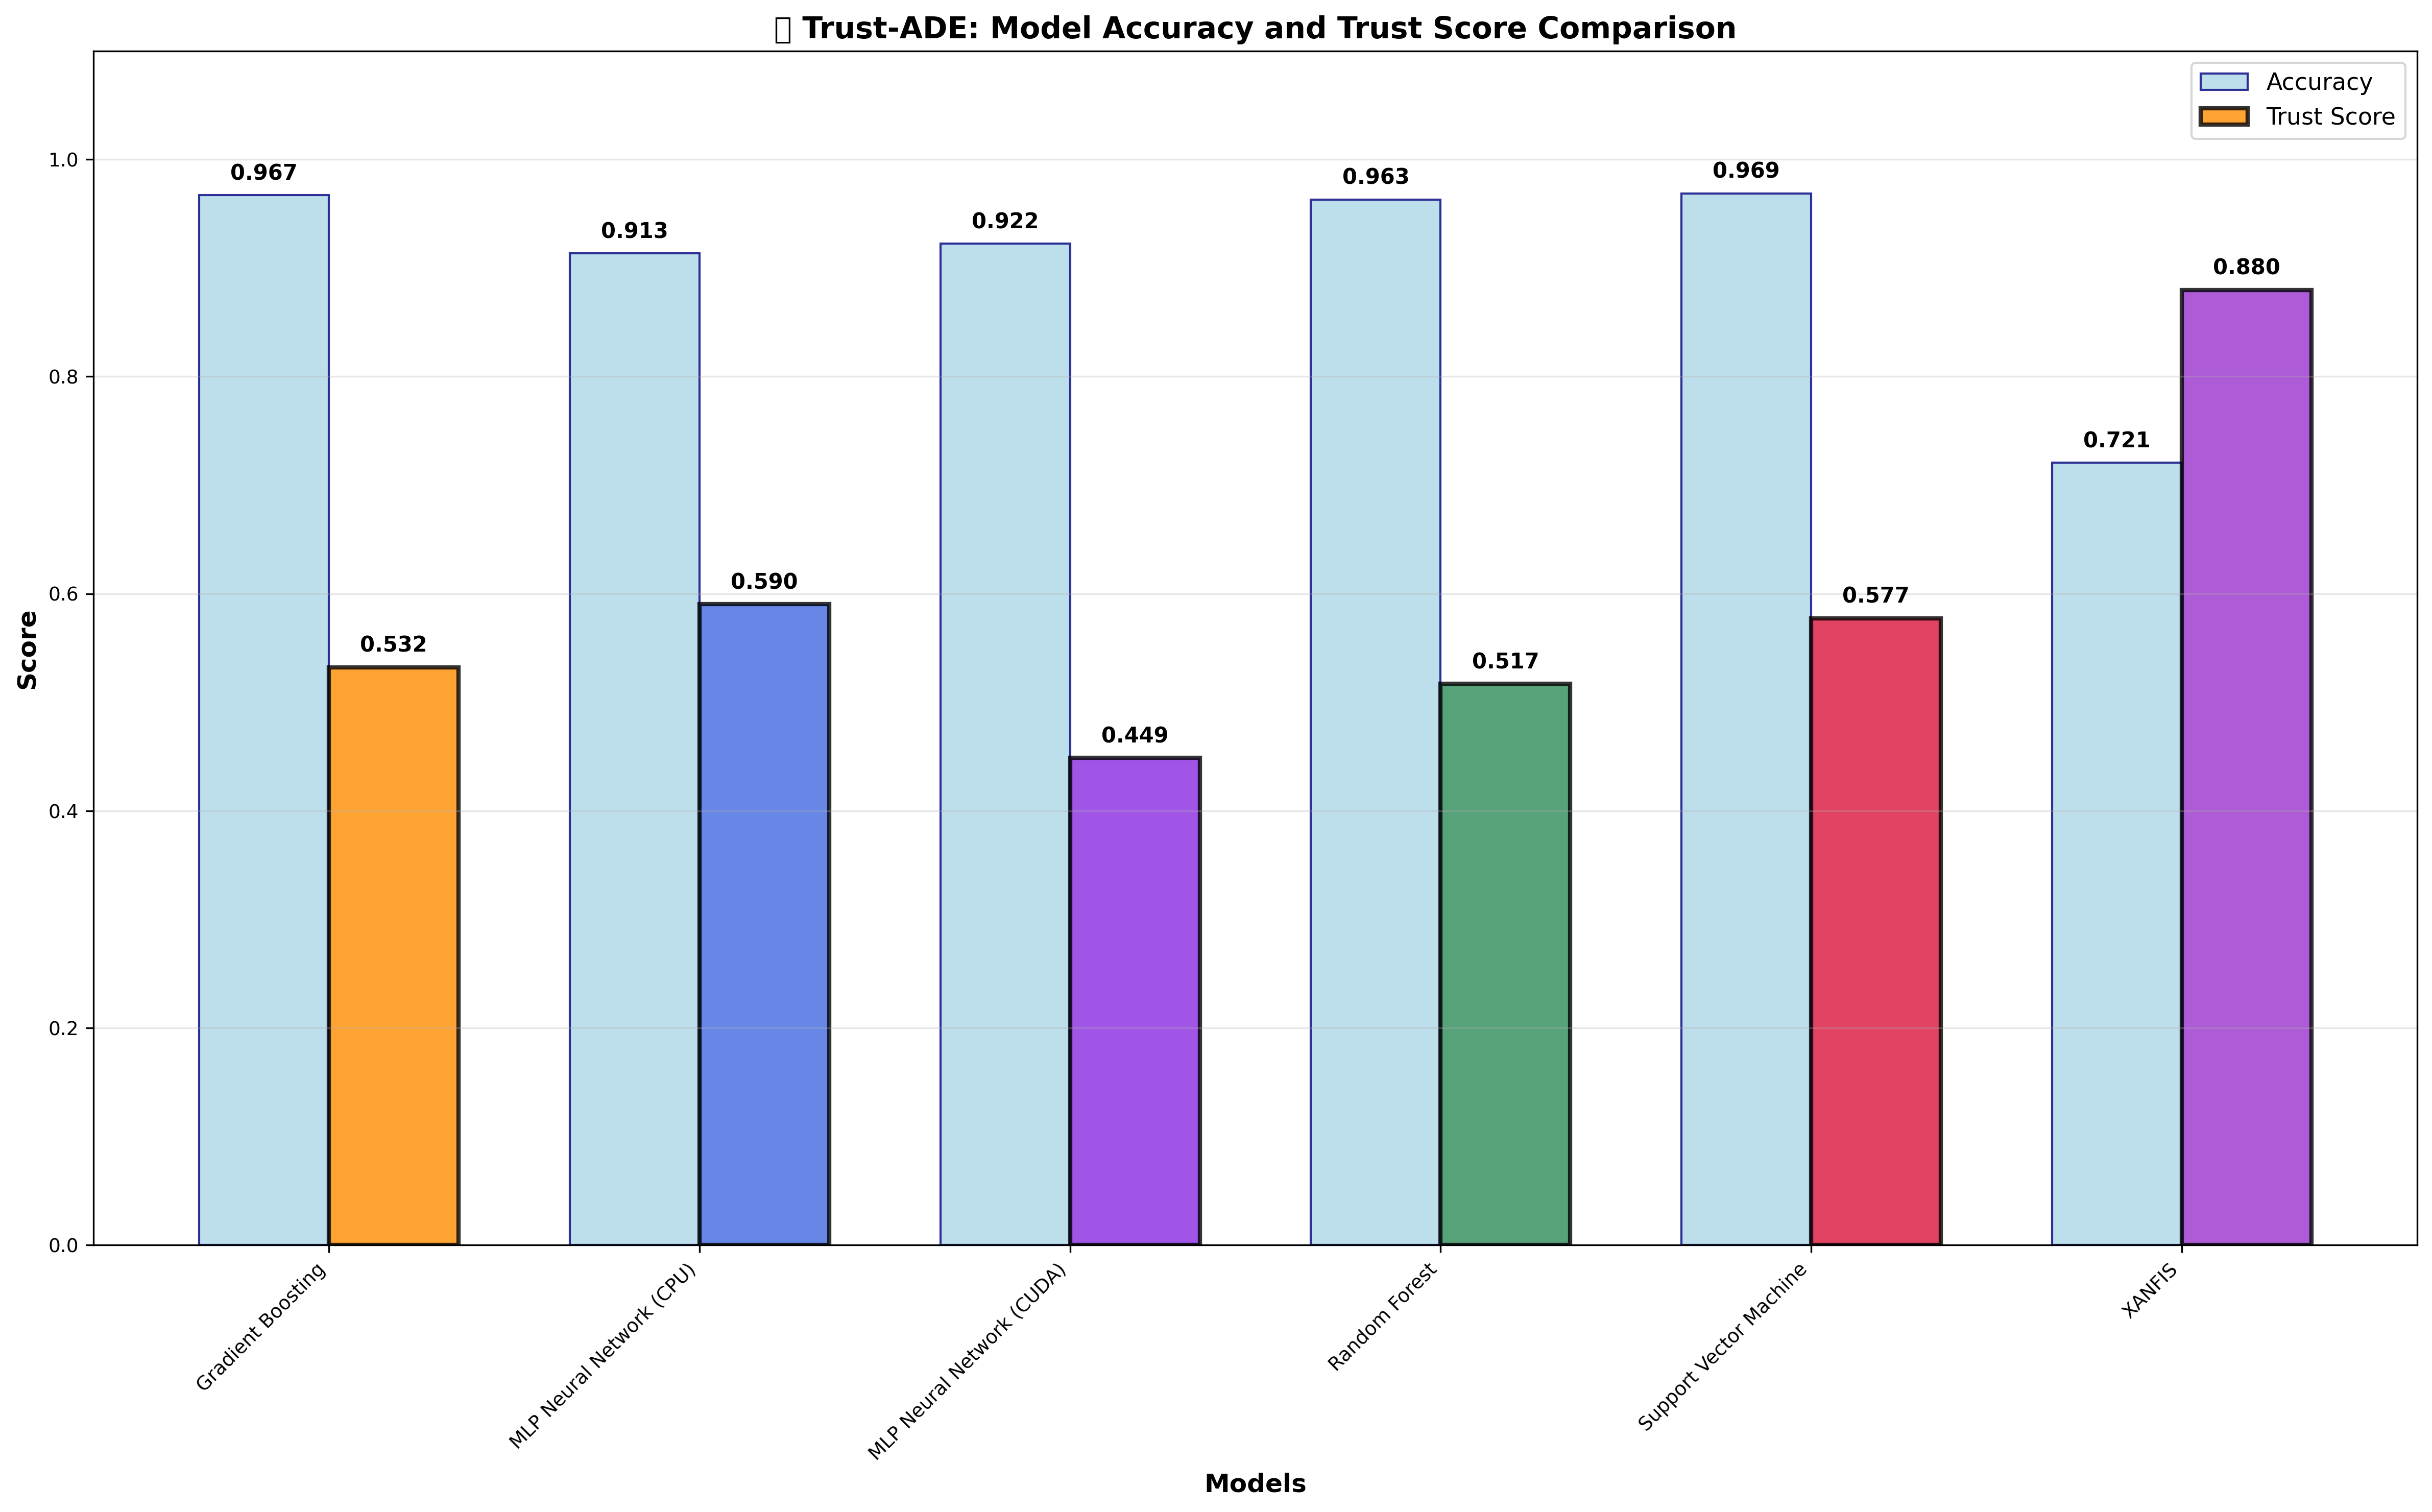 Trust-ADE: Model Accuracy and Trust Score Comparison
Accuracy
Trust Score
Score
1.0
0.8
0.6
0.4
0.2
0.0
0.967
0.532
0.913
0.590
0.922
0.449
0.963
0.517
0.969
0.577
0.721
0.880
Gradient Boosting
MLP Neural Network (CPU)
MLP Neural Network (CUDA)
Random Forest
Support Vector Machine
XANFIS
Models